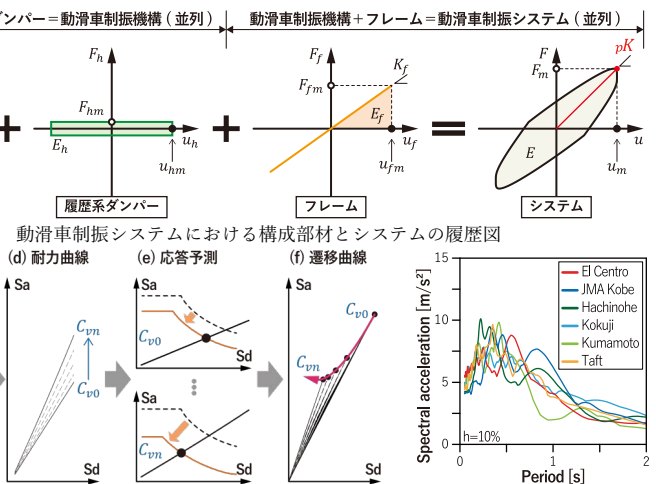 ダンパー=動滑車制振機構 ( 並列 )
動滑車制振機構+フレーム=動滑車制振システム ( 並列 )
F_h
F_hm
E_h
u_h
u_hm
履歴系ダンパー
F_f
F_fm
K_f
E_f
u_f
u_fm
フレーム
F
F_m
pK
E
u
u_m
システム
動滑車制振システムにおける構成部材とシステムの履歴図
(d) 耐力曲線
Sa
C_vn
C_v0
Sd
(e) 応答予測
Sa
C_v0
Sd
Sa
C_vn
Sd
(f) 遷移曲線
Sa
C_v0
C_vn
Sd
Spectral acceleration [m/s²]
15
10
5
0
El Centro
JMA Kobe
Hachinohe
Kokuji
Kumamoto
Taft
h=10%
0
1
2
Period [s]